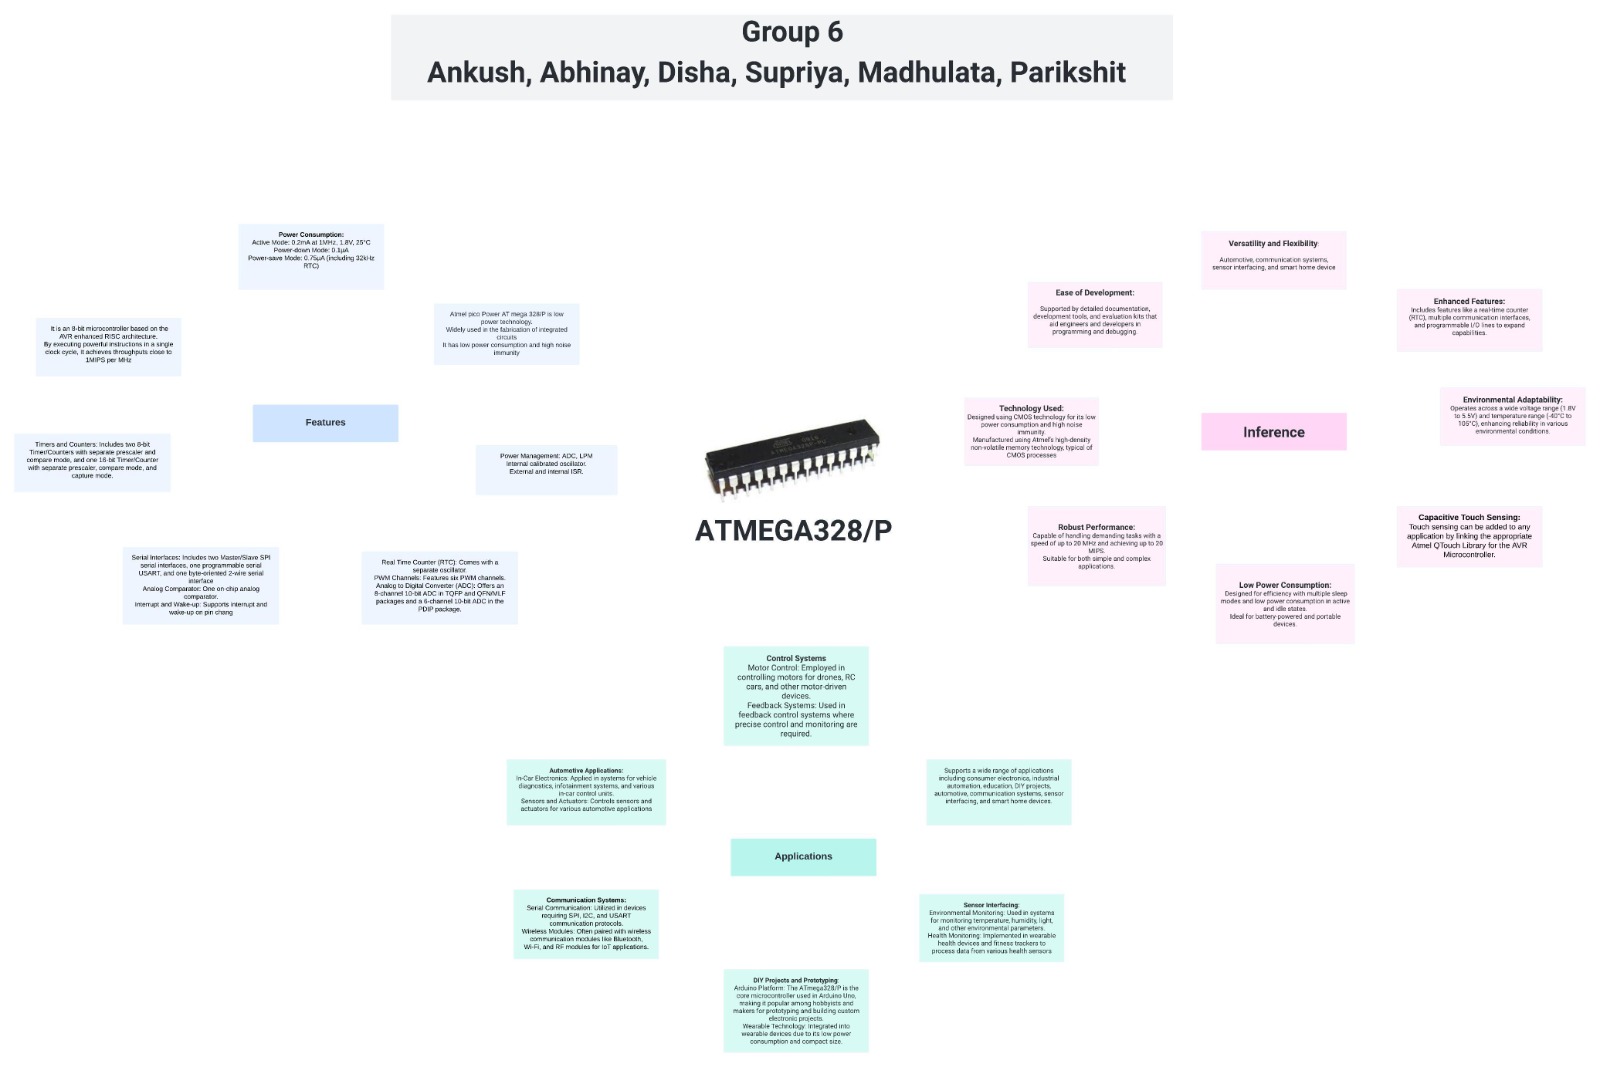 Group 6
Ankush, Abhinay, Disha, Supriya, Madhulata, Parikshit
Power Consumption:
Active Mode: 0.2mA at 1MHz, 1.8V, 25°C
Power-down Mode: 0.1µA
Power-save Mode: 0.75µA (including 32kHz
RTC)
It is an 8-bit microcontroller based on the
AVR enhanced RISC architecture.
By executing powerful instructions in a single
clock cycle, it achieves throughputs close to
1MIPS per MHz
Atmel pico Power AT mega 328/P is low
power technology.
Widely used in the fabrication of integrated
circuits
It has low power consumption and high noise
immunity
Features
Timers and Counters: Includes two 8-bit
Timer/Counters with separate prescaler and
compare mode, and one 16-bit Timer/Counter
with separate prescaler, compare mode, and
capture mode.
Power Management: ADC, LPM
Internal calibrated oscillator.
External and internal ISR.
Serial Interfaces: Includes two Master/Slave SPI
serial interfaces, one programmable serial
USART, and one byte-oriented 2-wire serial
interface
Analog Comparator: One on-chip analog
comparator.
Interrupt and Wake-up: Supports interrupt and
wake-up on pin chang
Real Time Counter (RTC): Comes with a
separate oscillator.
PWM Channels: Features six PWM channels.
Analog to Digital Converter (ADC): Offers an
8-channel 10-bit ADC in TQFP and QFN/MLF
packages and a 6-channel 10-bit ADC in the
PDIP package.
ATMEGA328/P
Versatility and Flexibility:
Automotive, communication systems,
sensor interfacing, and smart home device
Ease of Development:
Supported by detailed documentation,
development tools, and evaluation kits that
aid engineers and developers in
programming and debugging.
Enhanced Features:
Includes features like a real-time counter
(RTC), multiple communication interfaces,
and programmable I/O lines to expand
capabilities.
Technology Used:
Designed using CMOS technology for its low
power consumption and high noise
immunity.
Manufactured using Atmel's high-density
non-volatile memory technology, typical of
CMOS processes
Inference
Environmental Adaptability:
Operates across a wide voltage range (1.8V
to 5.5V) and temperature range (-40°C to
105°C), enhancing reliability in various
environmental conditions.
Robust Performance:
Capable of handling demanding tasks with a
speed of up to 20 MHz and achieving up to 20
MIPS.
Suitable for both simple and complex
applications.
Capacitive Touch Sensing:
Touch sensing can be added to any
application by linking the appropriate
Atmel QTouch Library for the AVR
Microcontroller.
Low Power Consumption:
Designed for efficiency with multiple sleep
modes and low power consumption in active
and idle states.
Ideal for battery-powered and portable
devices.
Control Systems
Motor Control: Employed in
controlling motors for drones, RC
cars, and other motor-driven
devices.
Feedback Systems: Used in
feedback control systems where
precise control and monitoring are
required.
Automotive Applications:
In-Car Electronics: Applied in systems for vehicle
diagnostics, infotainment systems, and various
in-car control units.
Sensors and Actuators: Controls sensors and
actuators for various automotive applications
Supports a wide range of applications
including consumer electronics, industrial
automation, education, DIY projects,
automotive, communication systems, sensor
interfacing, and smart home devices.
Applications
Communication Systems:
Serial Communication: Utilized in devices
requiring SPI, I2C, and USART
communication protocols.
Wireless Modules: Often paired with wireless
communication modules like Bluetooth,
Wi-Fi, and RF modules for IoT applications.
Sensor Interfacing:
Environmental Monitoring: Used in systems
for monitoring temperature, humidity, light,
and other environmental parameters.
Health Monitoring: Implemented in wearable
health devices and fitness trackers to
process data from various health sensors
DIY Projects and Prototyping:
Arduino Platform: The ATmega328/P is the
core microcontroller used in Arduino Uno,
making it popular among hobbyists and
makers for prototyping and building custom
electronic projects.
Wearable Technology: Integrated into
wearable devices due to its low power
consumption and compact size.